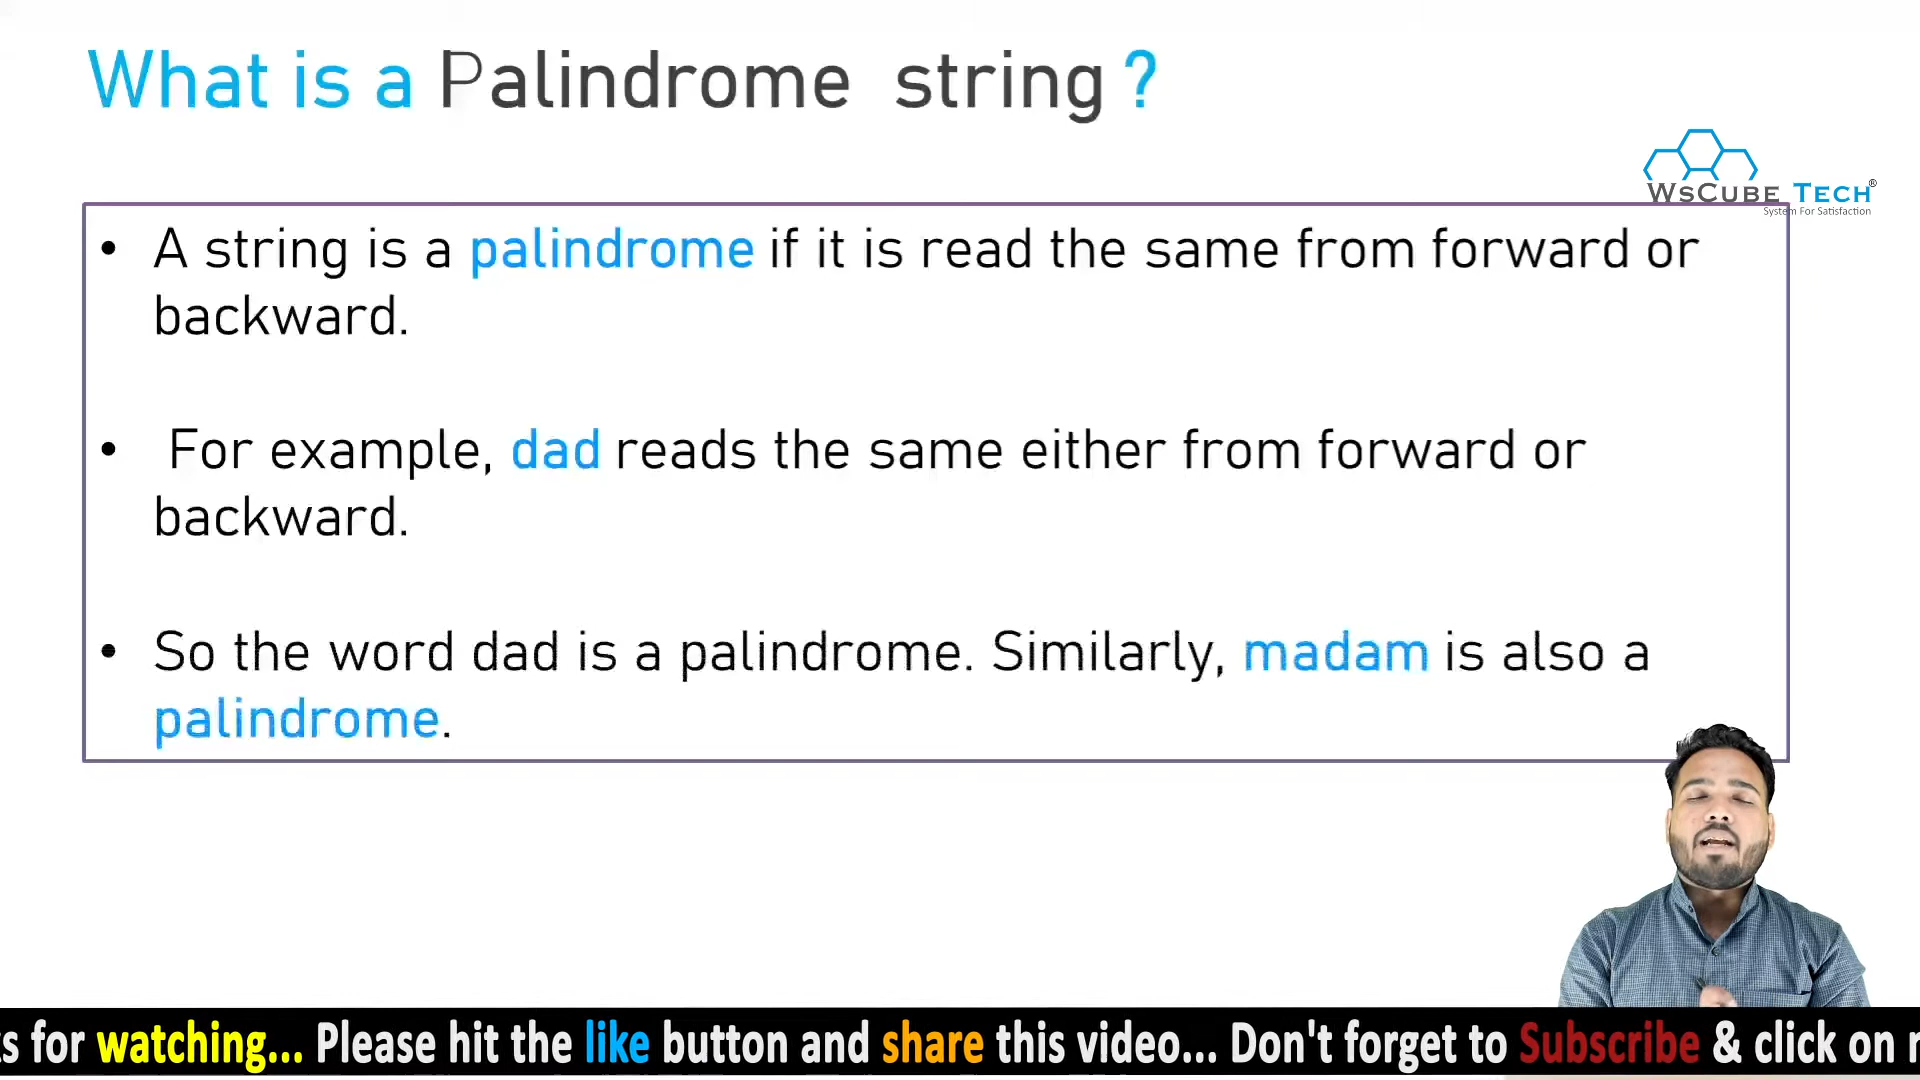 What is a Palindrome string ?
WsCube Tech®
System For Satisfaction
• A string is a palindrome if it is read the same from forward or
backward.
• For example, dad reads the same either from forward or
backward.
• So the word dad is a palindrome. Similarly, madam is also a
palindrome.
for watching... Please hit the like button and share this video... Don't forget to Subscribe & click on